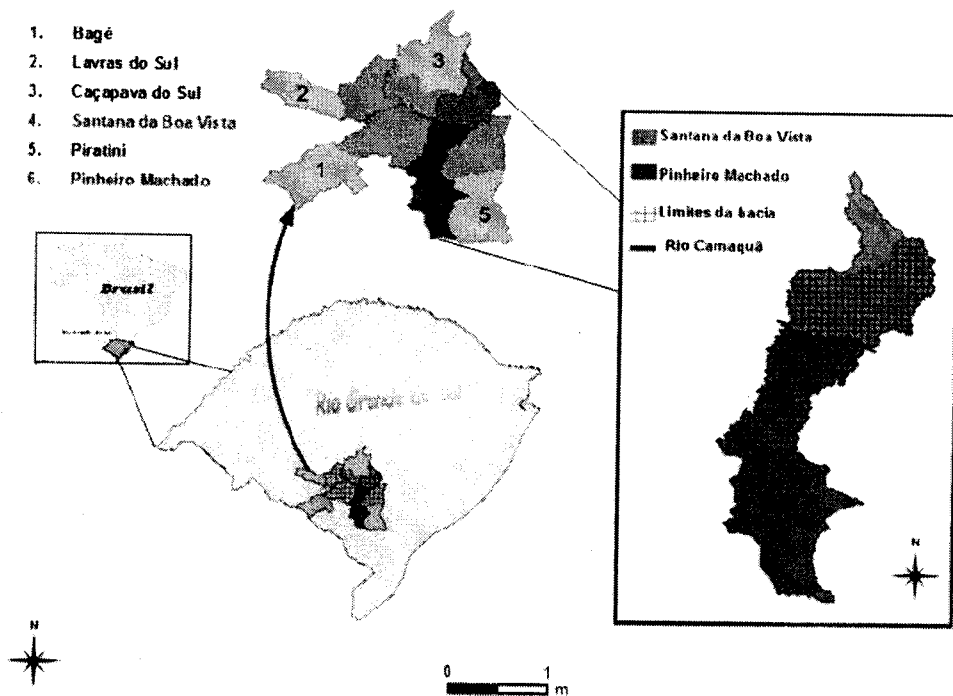 1. Bagé
2. Lavras do Sul
3. Caçapava do Sul
4. Santana da Boa Vista
5. Piratini
6. Pinheiro Machado
3
2
1
5
Santana da Boa Vista
Pinheiro Machado
Limites da bacia
Rio Camaquã
Brasil
Rio Grande do Sul
N
N
0 1
m